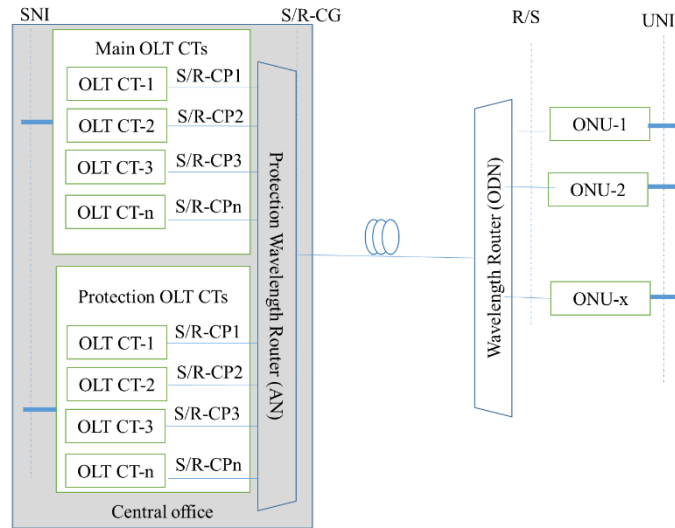 SNI
S/R-CG
R/S
UNI
Main OLT CTs
OLT CT-1
S/R-CP1
OLT CT-2
S/R-CP2
OLT CT-3
S/R-CP3
OLT CT-n
S/R-CPn
Protection OLT CTs
OLT CT-1
S/R-CP1
OLT CT-2
S/R-CP2
OLT CT-3
S/R-CP3
OLT CT-n
S/R-CPn
Central office
Protection Wavelength
Router (AN)
Wavelength Router (ODN)
ONU-1
ONU-2
ONU-x